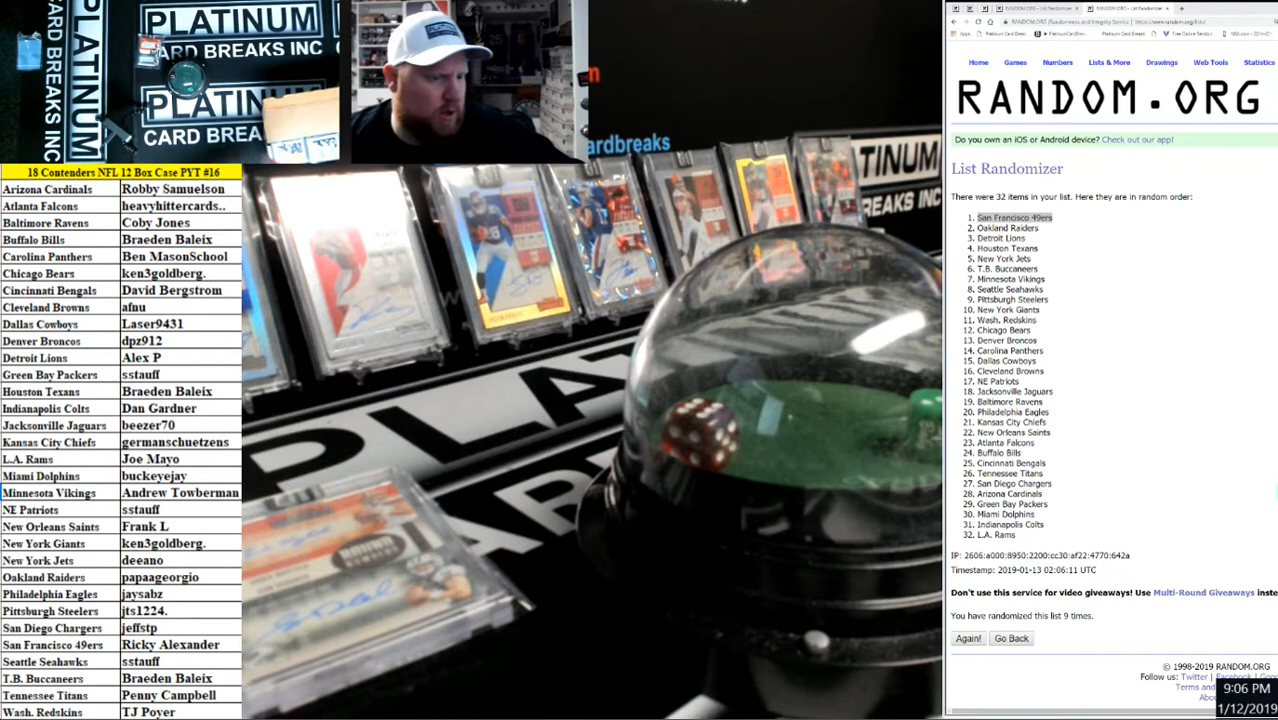 PLATINUM
CARD BREAKS INC
PLATINUM
CARD BREAKS INC
PLATINUM
CARD BREA
ardbreaks
TINUM
18 Contenders NFL 12 Box Case PYT #16
Arizona Cardinals Robby Samuelson
Atlanta Falcons heavyhittercards..
Baltimore Ravens Coby Jones
Buffalo Bills Braeden Baleix
Carolina Panthers Ben MasonSchool
Chicago Bears ken3goldberg.
Cincinnati Bengals David Bergstrom
Cleveland Browns afnu
Dallas Cowboys Laser9431
Denver Broncos dpz912
Detroit Lions Alex P
Green Bay Packers sstauff
Houston Texans Braeden Baleix
Indianapolis Colts Dan Gardner
Jacksonville Jaguars beezer70
Kansas City Chiefs germanschuetzens
L.A. Rams Joe Mayo
Miami Dolphins buckeyejay
Minnesota Vikings Andrew Towberman
NE Patriots sstauff
New Orleans Saints Frank L
New York Giants ken3goldberg.
New York Jets deeano
Oakland Raiders papaageorgio
Philadelphia Eagles jaysabz
Pittsburgh Steelers jts1224.
San Diego Chargers jeffstp
San Francisco 49ers Ricky Alexander
Seattle Seahawks sstauff
T.B. Buccaneers Braeden Baleix
Tennessee Titans Penny Campbell
Wash. Redskins TJ Poyer
Home Games Numbers Lists & More Drawings Web Tools Statistics
RANDOM.ORG
Do you own an iOS or Android device? Check out our app!
List Randomizer
There were 32 items in your list. Here they are in random order:
1. San Francisco 49ers
2. Oakland Raiders
3. Detroit Lions
4. Houston Texans
5. New York Jets
6. T.B. Buccaneers
7. Minnesota Vikings
8. Seattle Seahawks
9. Pittsburgh Steelers
10. New York Giants
11. Wash. Redskins
12. Chicago Bears
13. Denver Broncos
14. Carolina Panthers
15. Dallas Cowboys
16. Cleveland Browns
17. NE Patriots
18. Jacksonville Jaguars
19. Baltimore Ravens
20. Philadelphia Eagles
21. Kansas City Chiefs
22. New Orleans Saints
23. Atlanta Falcons
24. Buffalo Bills
25. Cincinnati Bengals
26. Tennessee Titans
27. San Diego Chargers
28. Arizona Cardinals
29. Green Bay Packers
30. Miami Dolphins
31. Indianapolis Colts
32. L.A. Rams
IP: 2606:a000:8950:2200:cc30:af22:4770:642a
Timestamp: 2019-01-13 02:06:11 UTC
Don't use this service for video giveaways! Use Multi-Round Giveaways inste
You have randomized this list 9 times.
Again! Go Back
© 1998-2019 RANDOM.ORG
Follow us: Twitter | Facebook | Goo
Terms and
Abo
9:06 PM
1/12/2019